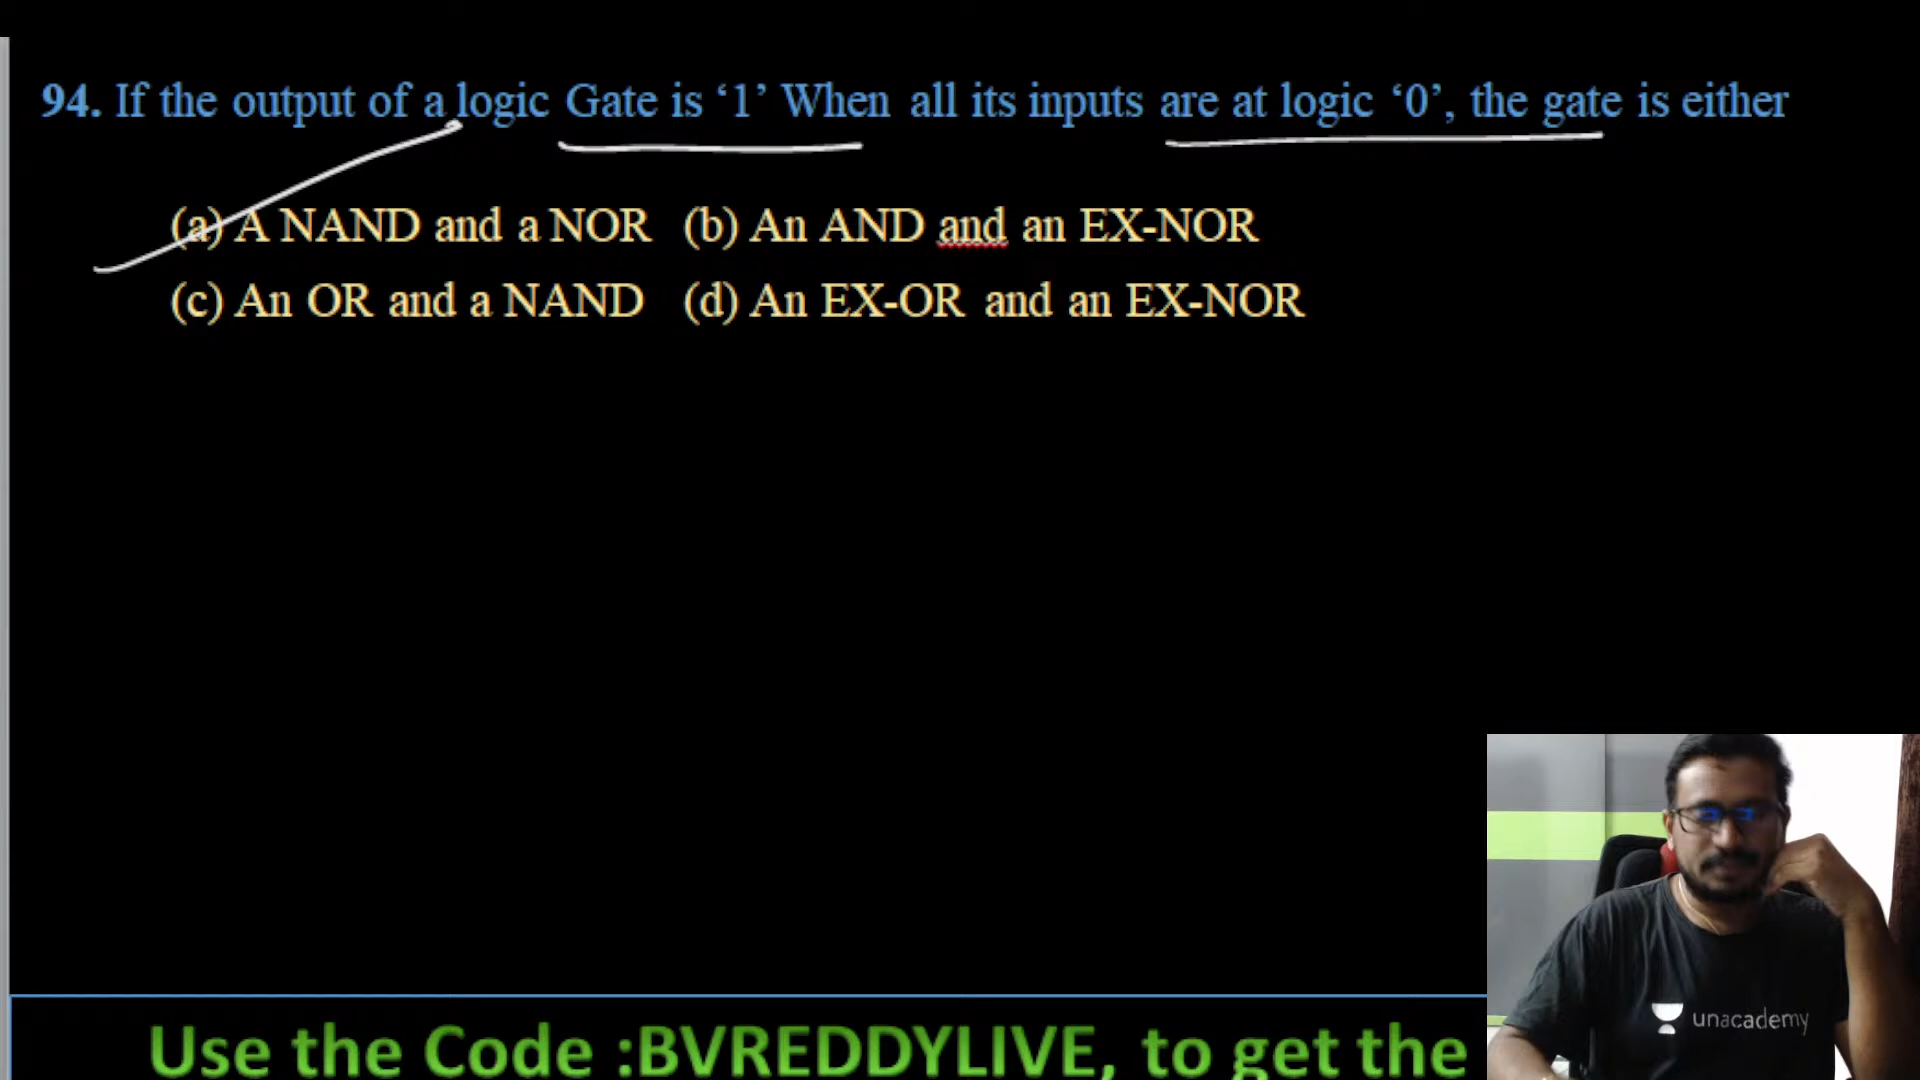 94. If the output of a logic Gate is ‘1’ When all its inputs are at logic ‘0’, the gate is either
(a) A NAND and a NOR (b) An AND and an EX-NOR
(c) An OR and a NAND (d) An EX-OR and an EX-NOR
unacademy
Use the Code :BVREDDYLIVE, to get the